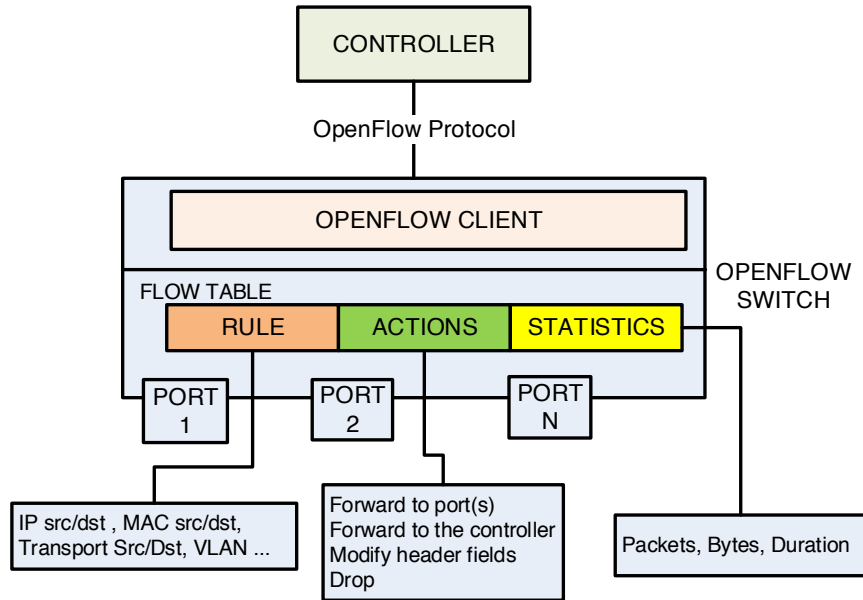 CONTROLLER
OpenFlow Protocol
OPENFLOW CLIENT
OPENFLOW
SWITCH
FLOW TABLE
RULE
ACTIONS
STATISTICS
PORT
1
PORT
2
PORT
N
IP src/dst , MAC src/dst,
Transport Src/Dst, VLAN ...
Forward to port(s)
Forward to the controller
Modify header fields
Drop
Packets, Bytes, Duration